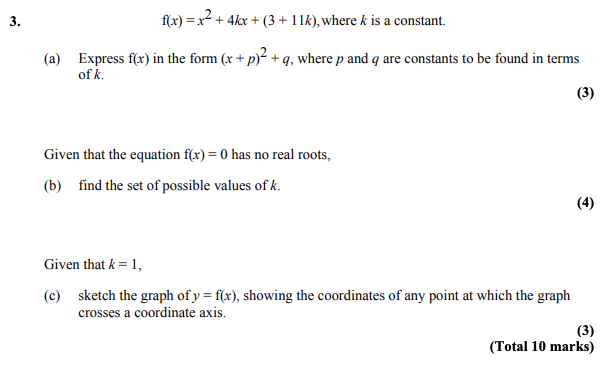 3. f(x) = x² + 4kx + (3 + 11k), where k is a constant.
(a) Express f(x) in the form (x + p)² + q, where p and q are constants to be found in terms
of k.
(3)
Given that the equation f(x) = 0 has no real roots,
(b) find the set of possible values of k.
(4)
Given that k = 1,
(c) sketch the graph of y = f(x), showing the coordinates of any point at which the graph
crosses a coordinate axis.
(3)
(Total 10 marks)